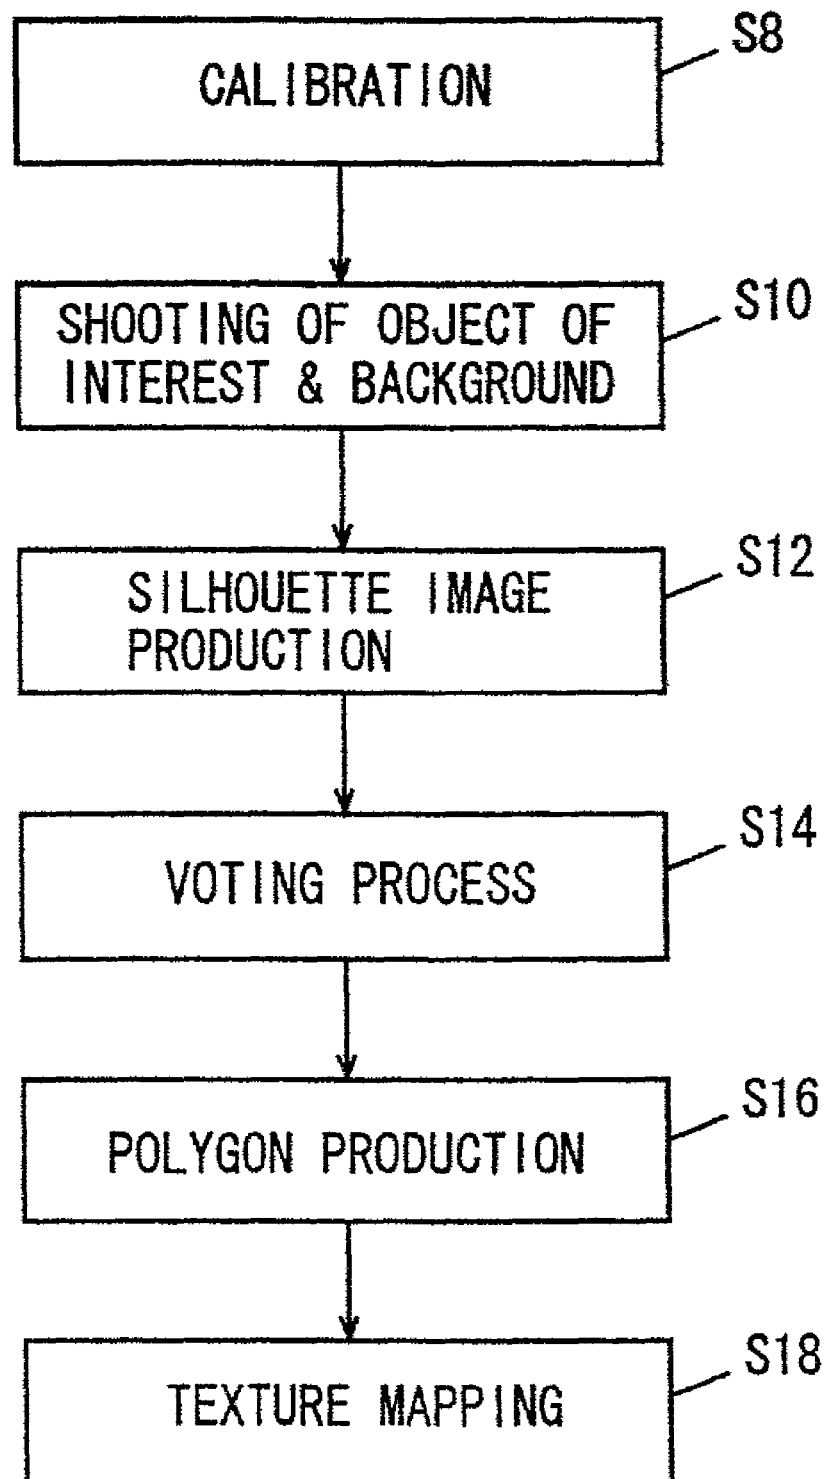 S8
CALIBRATION
S10
SHOOTING OF OBJECT OF
INTEREST & BACKGROUND
S12
SILHOUETTE IMAGE
PRODUCTION
S14
VOTING PROCESS
S16
POLYGON PRODUCTION
S18
TEXTURE MAPPING